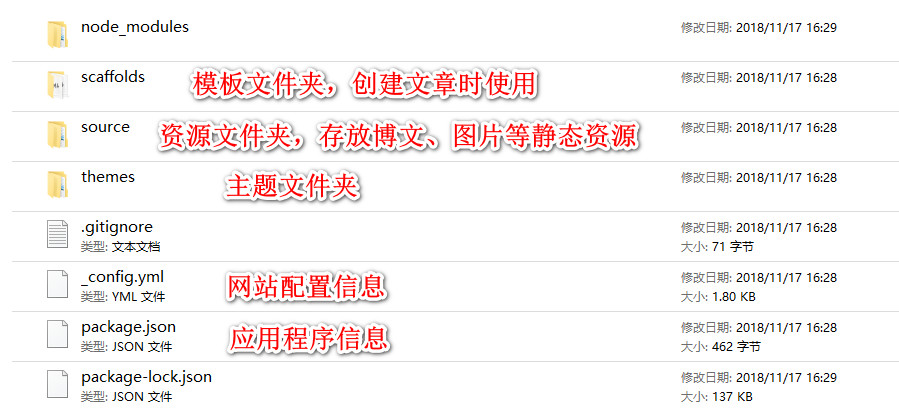 node_modules 修改日期: 2018/11/17 16:29
scaffolds 模板文件夹，创建文章时使用 修改日期: 2018/11/17 16:28
source 资源文件夹，存放博文、图片等静态资源 修改日期: 2018/11/17 16:28
themes 主题文件夹 修改日期: 2018/11/17 16:28
.gitignore 修改日期: 2018/11/17 16:28
类型: 文本文档 大小: 71 字节
_config.yml 网站配置信息 修改日期: 2018/11/17 16:28
类型: YML 文件 大小: 1.80 KB
package.json 应用程序信息 修改日期: 2018/11/17 16:28
类型: JSON 文件 大小: 462 字节
package-lock.json 修改日期: 2018/11/17 16:29
类型: JSON 文件 大小: 137 KB